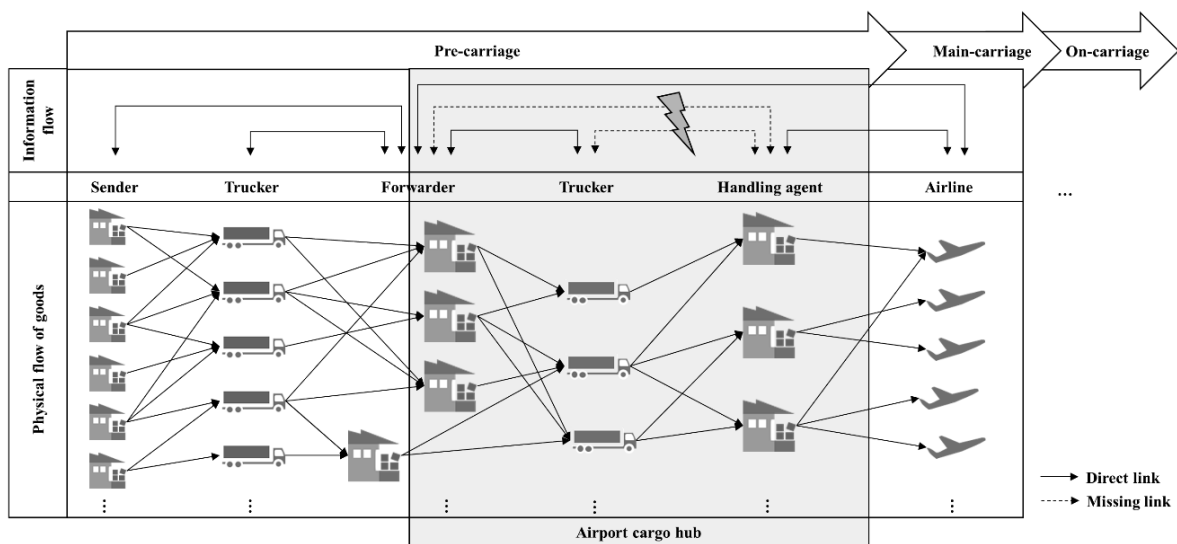 Pre-carriage
Main-carriage
On-carriage
Information
flow
Sender
Trucker
Forwarder
Trucker
Handling agent
Airline
...
Physical flow of goods
Direct link
Missing link
Airport cargo hub